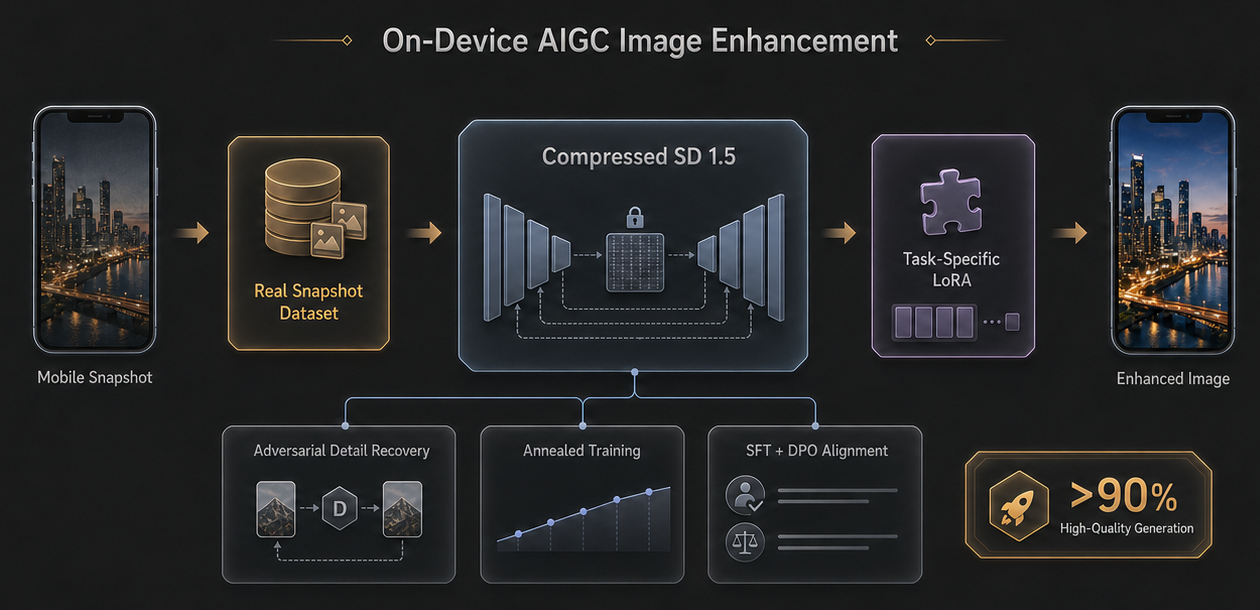 On-Device AIGC Image Enhancement
Mobile Snapshot
Real Snapshot
Dataset
Compressed SD 1.5
Task-Specific
LoRA
Enhanced Image
Adversarial Detail Recovery
D
Annealed Training
SFT + DPO Alignment
>90%
High-Quality Generation